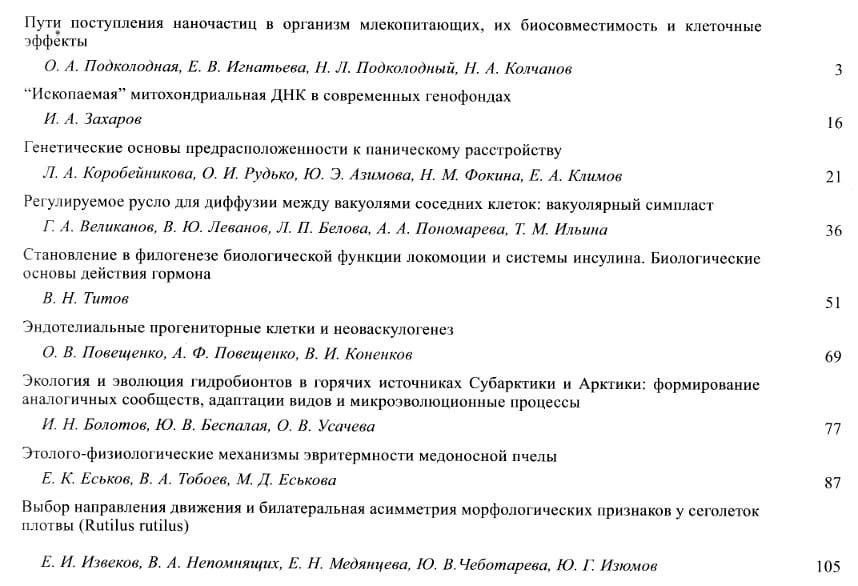 Пути поступления наночастиц в организм млекопитающих, их биосовместимость и клеточные
эффекты
О. А. Подколодная, Е. В. Игнатьева, Н. Л. Подколодный, Н. А. Колчанов 3
“Ископаемая” митохондриальная ДНК в современных генофондах
И. А. Захаров 16
Генетические основы предрасположенности к паническому расстройству
Л. А. Коробейникова, О. И. Рудько, Ю. Э. Азимова, Н. М. Фокина, Е. А. Климов 21
Регулируемое русло для диффузии между вакуолями соседних клеток: вакуолярный симпласт
Г. А. Великанов, В. Ю. Леванов, Л. П. Белова, А. А. Пономарева, Т. М. Ильина 36
Становление в филогенезе биологической функции локомоции и системы инсулина. Биологические
основы действия гормона
В. Н. Титов 51
Эндотелиальные прогениторные клетки и неоваскулогенез
О. В. Повещенко, А. Ф. Повещенко, В. И. Коненков 69
Экология и эволюция гидробионтов в горячих источниках Субарктики и Арктики: формирование
аналогичных сообществ, адаптации видов и микроэволюционные процессы
И. Н. Болотов, Ю. В. Беспалая, О. В. Усачева 77
Этолого-физиологические механизмы эвритермности медоносной пчелы
Е. К. Еськов, В. А. Тобоев, М. Д. Еськова 87
Выбор направления движения и билатеральная асимметрия морфологических признаков у сеголеток
плотвы (Rutilus rutilus)
Е. И. Извеков, В. А. Непомнящих, Е. Н. Медянцева, Ю. В.Чеботарева, Ю. Г. Изюмов 105